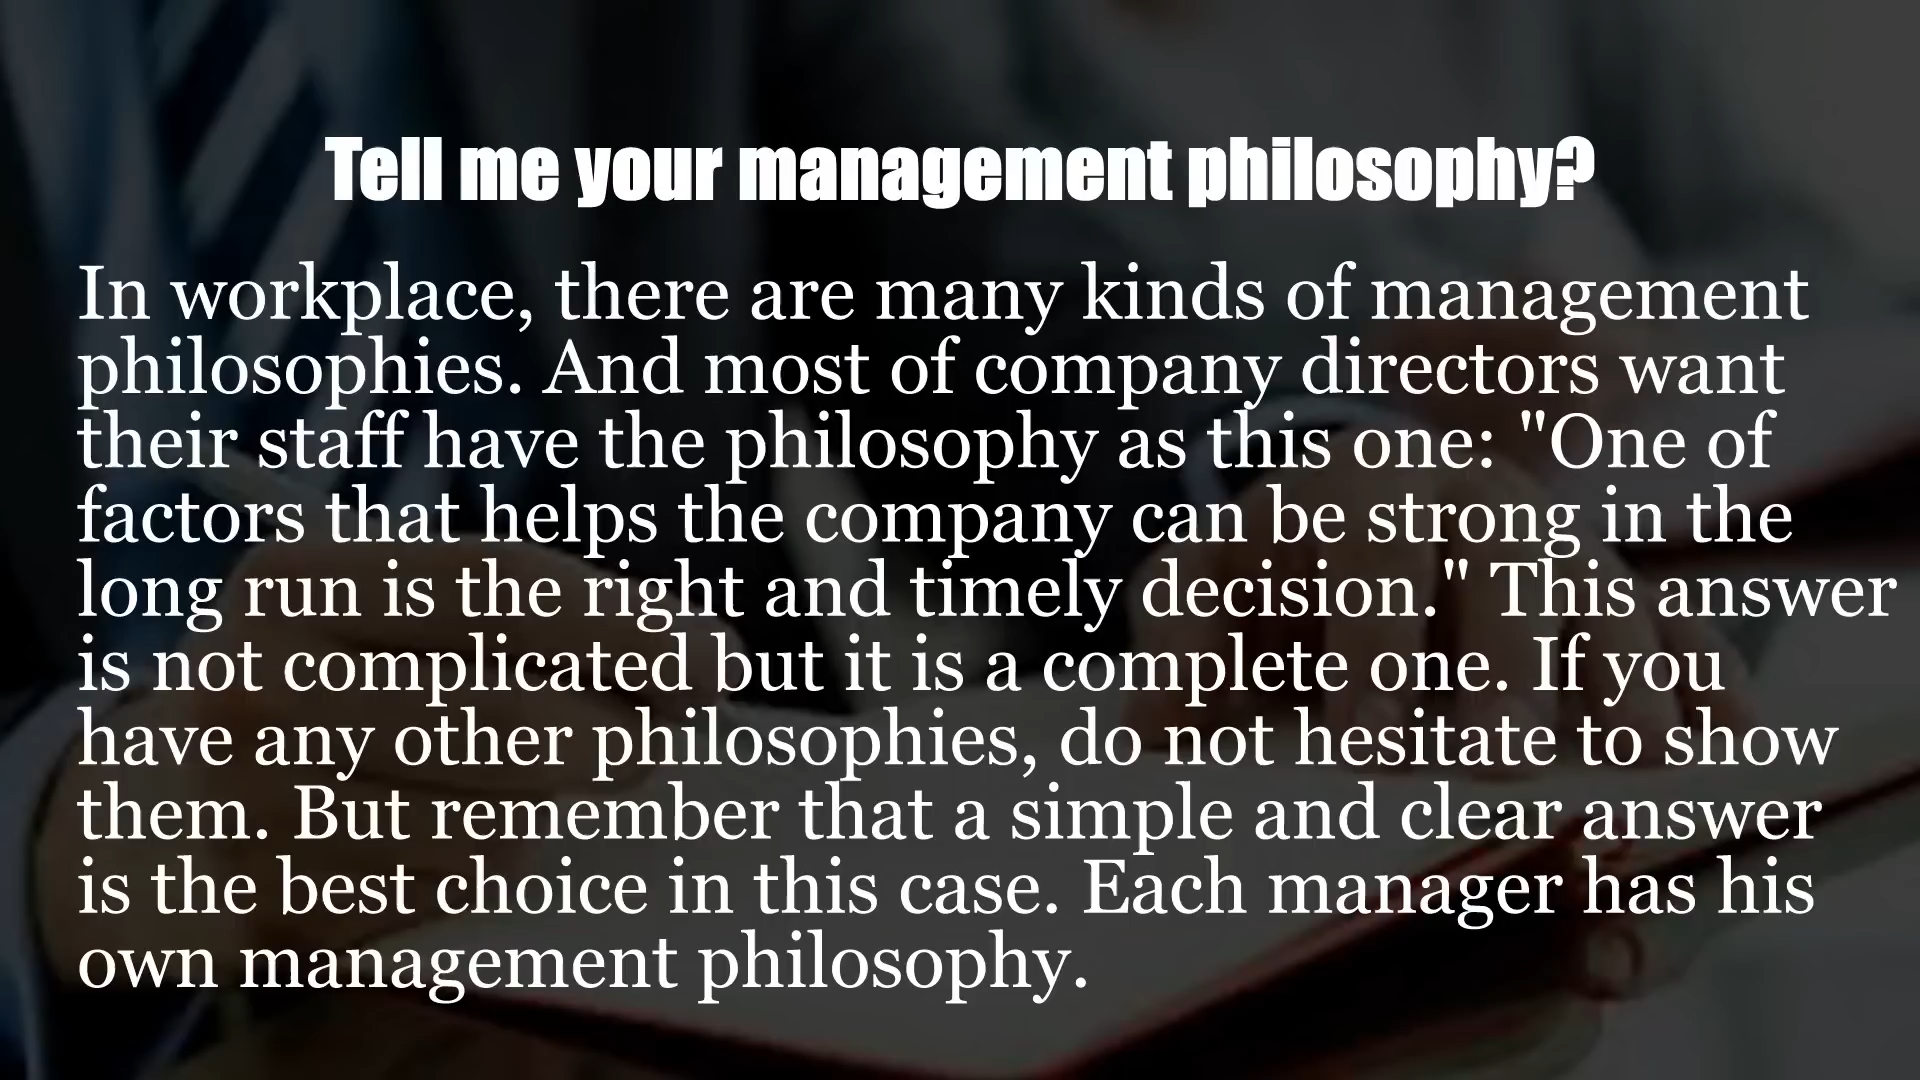 Tell me your management philosophy?
In workplace, there are many kinds of management
philosophies. And most of company directors want
their staff have the philosophy as this one: "One of
factors that helps the company can be strong in the
long run is the right and timely decision." This answer
is not complicated but it is a complete one. If you
have any other philosophies, do not hesitate to show
them. But remember that a simple and clear answer
is the best choice in this case. Each manager has his
own management philosophy.